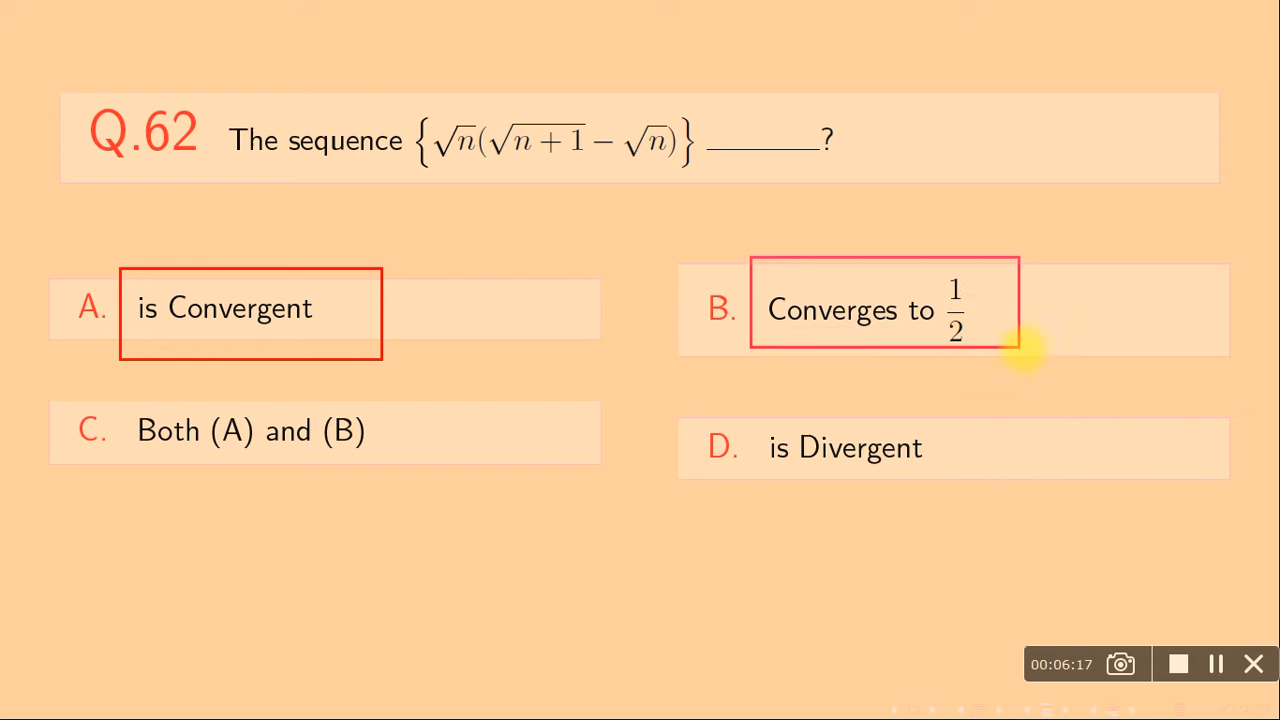 Q.62 The sequence {√n(√n+1 − √n)} ________?
A. is Convergent
B. Converges to 1/2
C. Both (A) and (B)
D. is Divergent
00:06:17